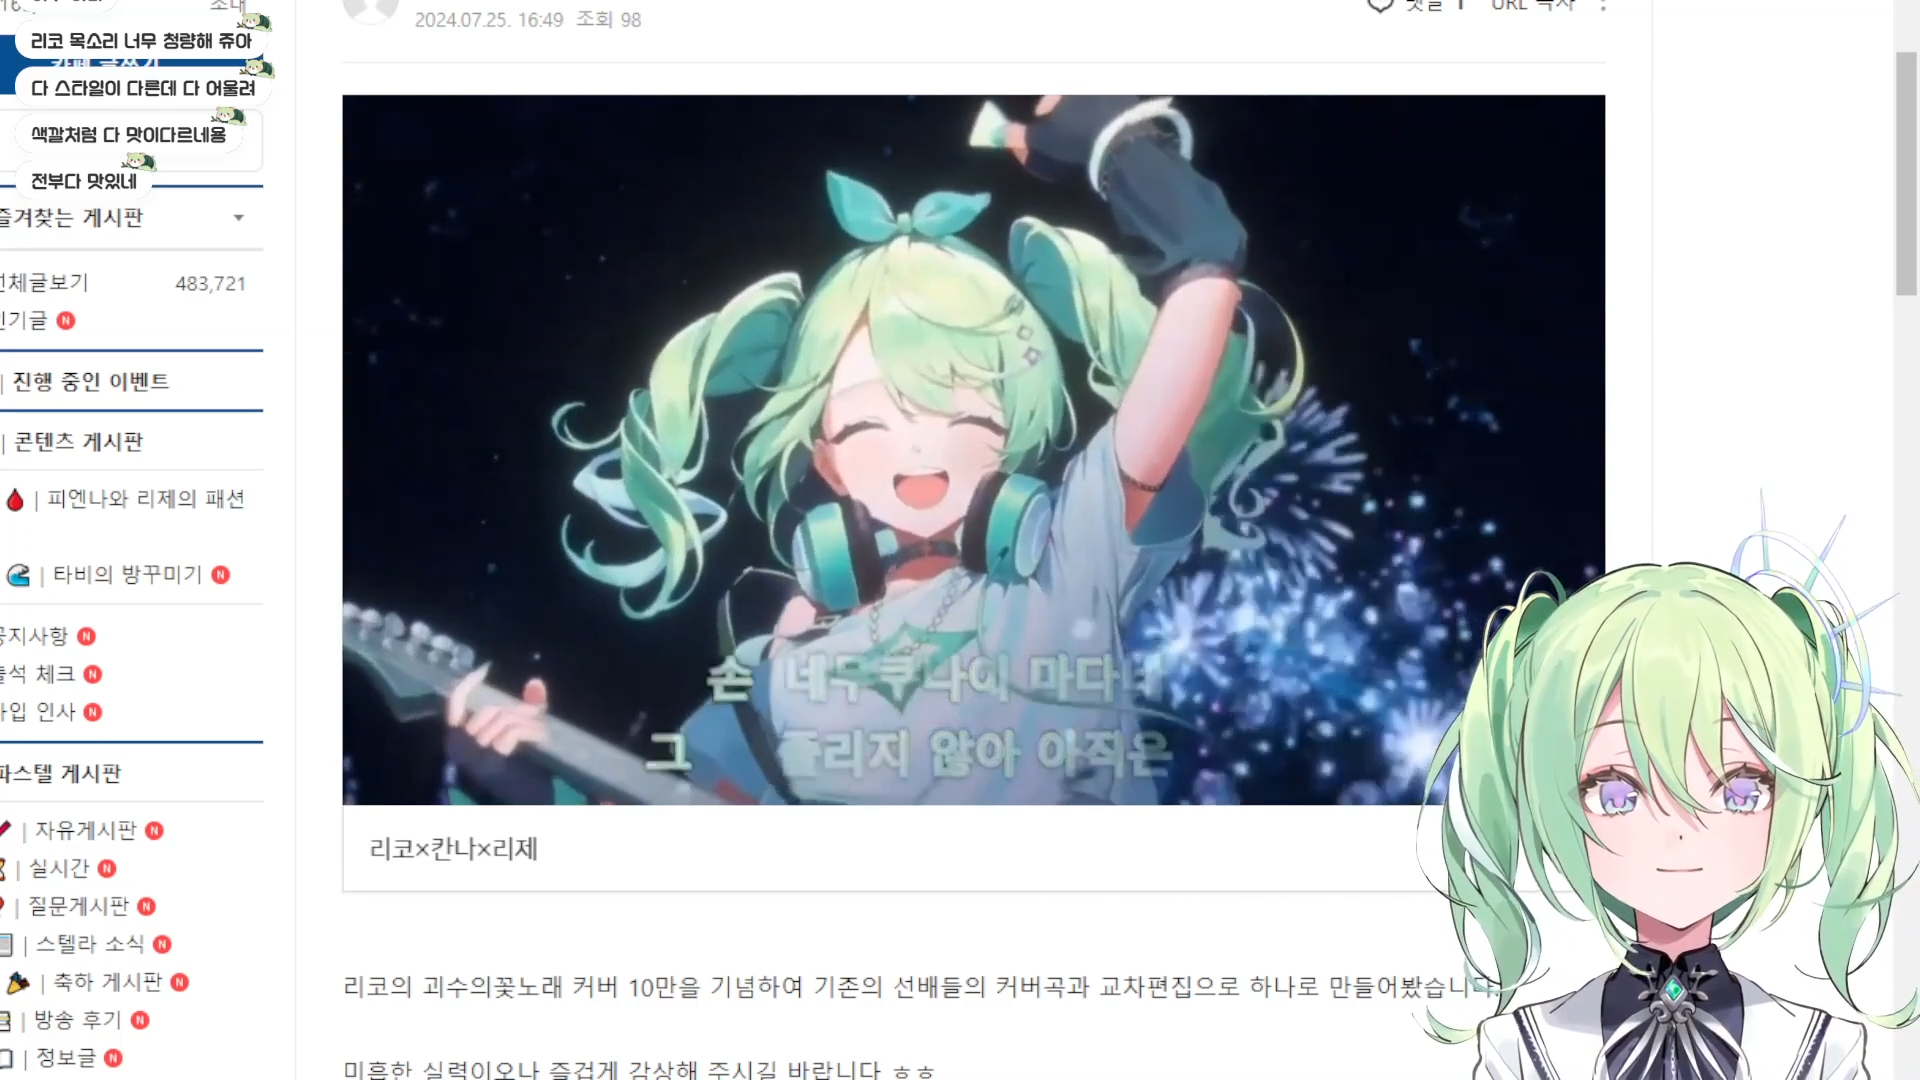 리코 목소리 너무 청량해 쥬아
다 스타일이 다른데 다 어울려
색깔처럼 다 맛이다르네용
전부다 맛있네
즐겨찾는 게시판
전체글보기 483,721
인기글 N
| 진행 중인 이벤트
| 콘텐츠 게시판
| 피엔나와 리제의 패션
| 타비의 방꾸미기 N
공지사항 N
출석 체크 N
가입 인사 N
파스텔 게시판
| 자유게시판 N
| 실시간 N
| 질문게시판 N
| 스텔라 소식 N
| 축하 게시판 N
| 방송 후기 N
| 정보글 N
2024.07.25. 16:49 조회 98
댓글 1 URL 복사
손 네두쿠나이 마다네
그 졸리지 않아 아직은
리코×칸나×리제
리코의 괴수의꽃노래 커버 10만을 기념하여 기존의 선배들의 커버곡과 교차편집으로 하나로 만들어봤습니다.
미흡한 실력이오나 즐겁게 감상해 주시길 바랍니다 ㅎㅎ